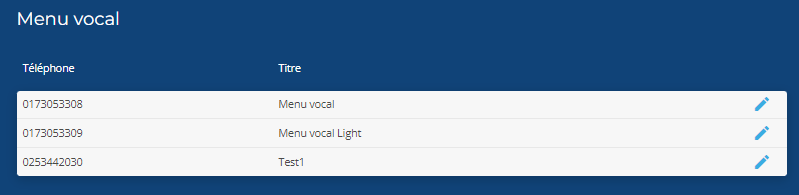 Menu vocal
Téléphone Titre
0173053308 Menu vocal
0173053309 Menu vocal Light
0253442030 Test1